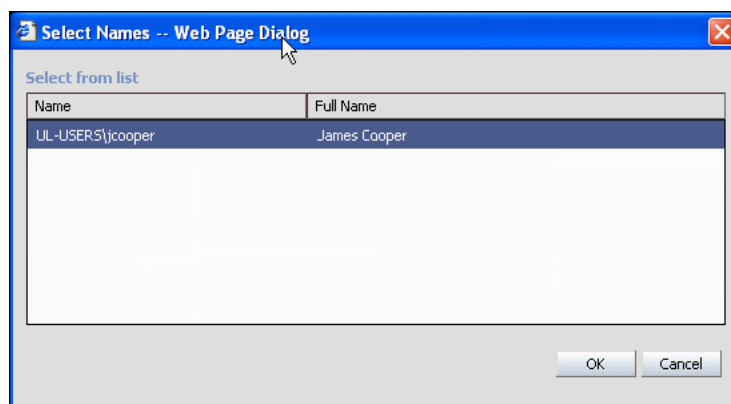 Select Names -- Web Page Dialog
Select from list
Name Full Name
UL-USERS\jcooper James Cooper
OK Cancel